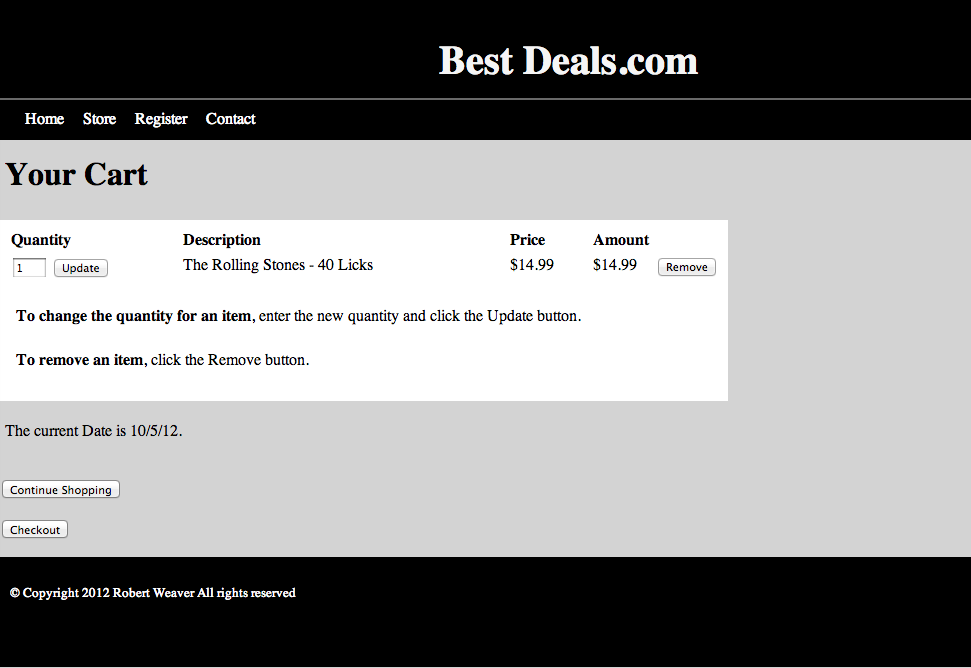 Best Deals.com
Home Store Register Contact
Your Cart
Quantity Description Price Amount
1 Update The Rolling Stones - 40 Licks $14.99 $14.99 Remove
To change the quantity for an item, enter the new quantity and click the Update button.
To remove an item, click the Remove button.
The current Date is 10/5/12.
Continue Shopping
Checkout
© Copyright 2012 Robert Weaver All rights reserved